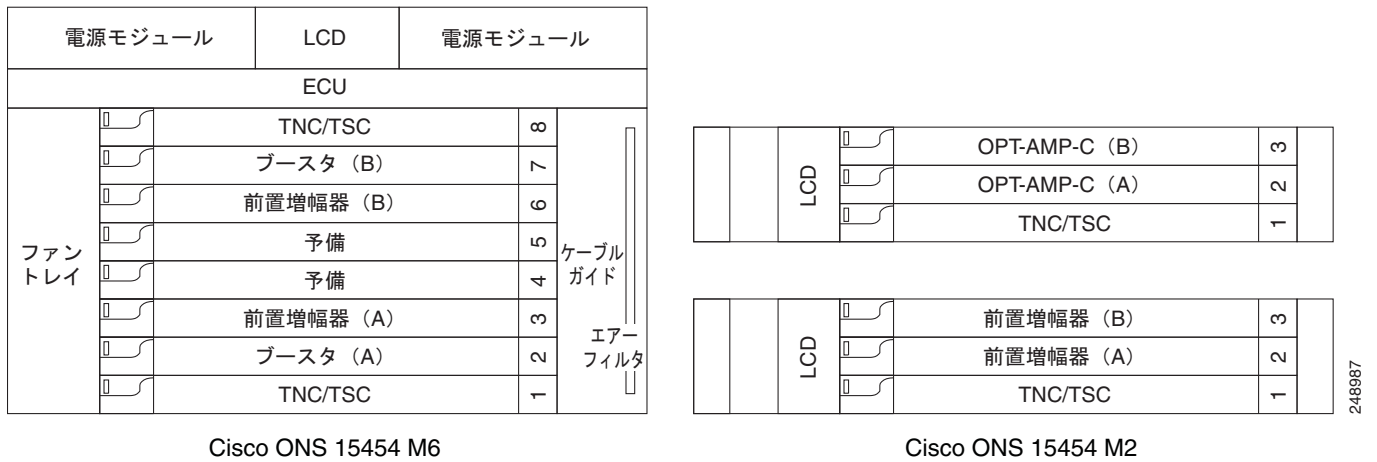 電源モジュール
LCD
電源モジュール
ECU
ファン
トレイ
TNC/TSC 8
ブースタ（B） 7
前置増幅器（B） 6
予備 5
予備 4
前置増幅器（A） 3
ブースタ（A） 2
TNC/TSC 1
ケーブル
ガイド
エアー
フィルタ
Cisco ONS 15454 M6
LCD
OPT-AMP-C（B） 3
OPT-AMP-C（A） 2
TNC/TSC 1
LCD
前置増幅器（B） 3
前置増幅器（A） 2
TNC/TSC 1
Cisco ONS 15454 M2
248987